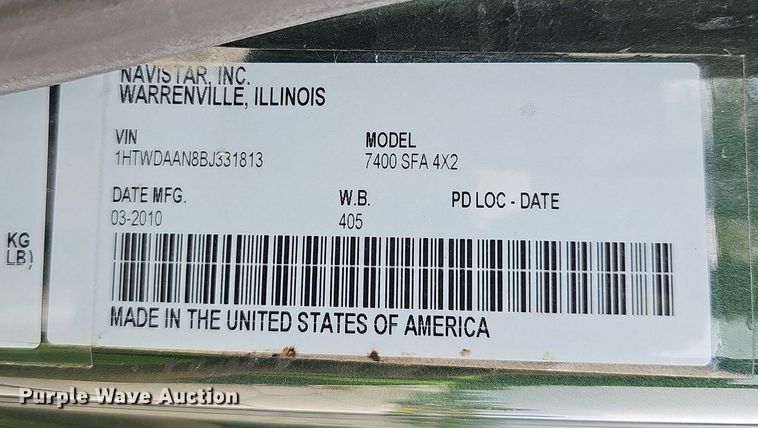 NAVISTAR, INC.
WARRENVILLE, ILLINOIS
VIN MODEL
1HTWDAAN8BJ331813 7400 SFA 4X2
DATE MFG. W.B. PD LOC - DATE
03-2010 405
KG
LB)
MADE IN THE UNITED STATES OF AMERICA
Purple Wave Auction